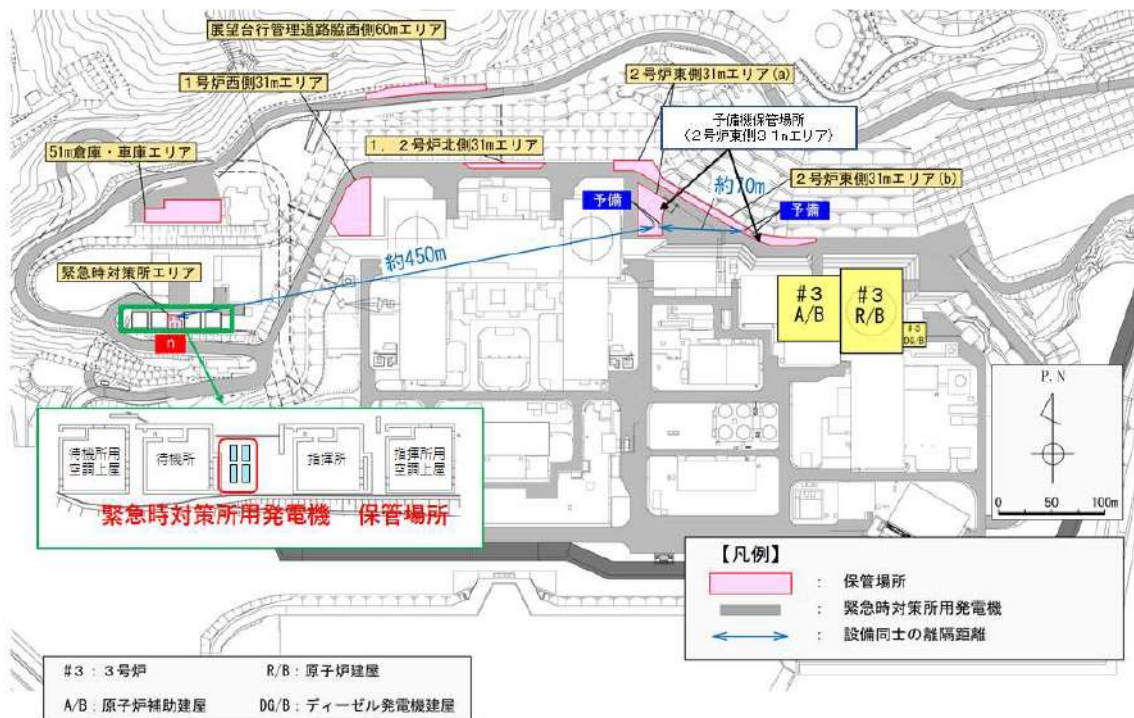 展望台行管理道路脇西側60mエリア
1号炉西側31mエリア
2号炉東側31mエリア(a)
予備機保管場所
(2号炉東側31mエリア)
51m倉庫・車庫エリア
1，2号炉北側31mエリア
約70m
2号炉東側31mエリア(b)
予備
予備
約450m
緊急時対策所エリア
n
#3
A/B
#3
R/B
#3
DG/B
P.N
0 50 100m
待機所用
空調上屋
待機所
指揮所
指揮所用
空調上屋
緊急時対策所用発電機 保管場所
【凡例】
： 保管場所
： 緊急時対策所用発電機
： 設備同士の離隔距離
#3：3号炉
R/B：原子炉建屋
A/B：原子炉補助建屋
DG/B：ディーゼル発電機建屋